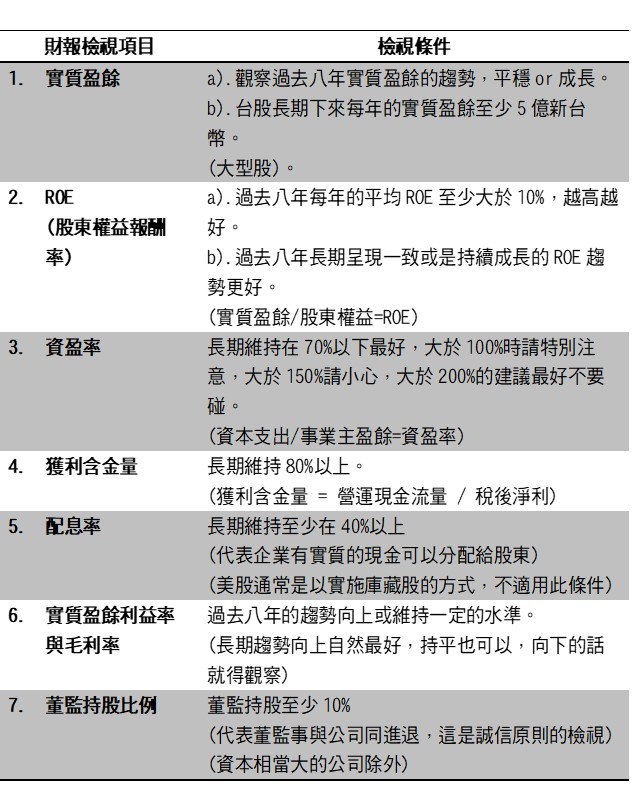 財報檢視項目 檢視條件
1. 實質盈餘 a).觀察過去八年實質盈餘的趨勢，平穩 or 成長。
b).台股長期下來每年的實質盈餘至少 5 億新台
幣。
(大型股)。
2. ROE a).過去八年每年的平均 ROE 至少大於 10%，越高越
(股東權益報酬 好。
率) b).過去八年長期呈現一致或是持續成長的 ROE 趨
勢更好。
(實質盈餘/股東權益=ROE)
3. 資盈率 長期維持在 70%以下最好，大於 100%時請特別注
意，大於 150%請小心，大於 200%的建議最好不要
碰。
(資本支出/事業主盈餘=資盈率)
4. 獲利含金量 長期維持 80%以上。
(獲利含金量 = 營運現金流量 / 稅後淨利)
5. 配息率 長期維持至少在 40%以上
(代表企業有實質的現金可以分配給股東)
(美股通常是以實施庫藏股的方式，不適用此條件)
6. 實質盈餘利益率 過去八年的趨勢向上或維持一定的水準。
與毛利率 (長期趨勢向上自然最好，持平也可以，向下的話
就得觀察)
7. 董監持股比例 董監持股至少 10%
(代表董監事與公司同進退，這是誠信原則的檢視)
(資本相當大的公司除外)